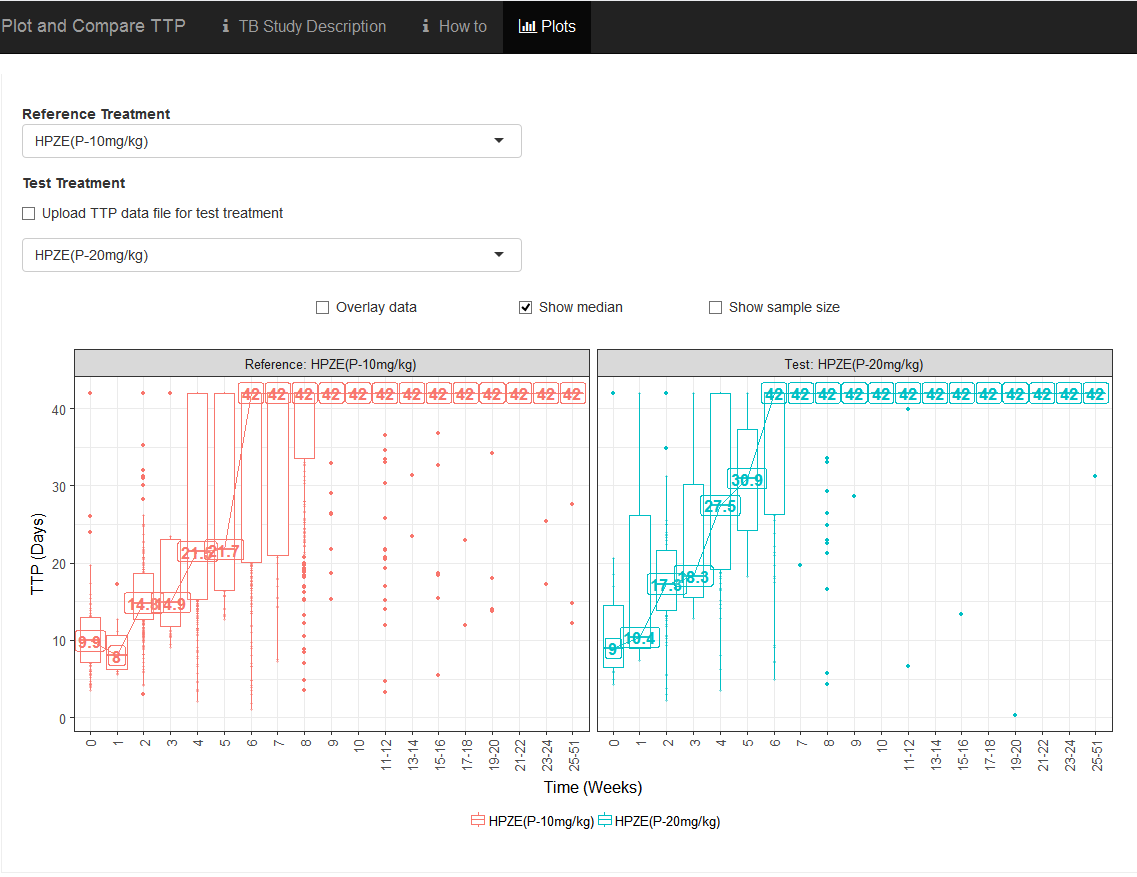 Plot and Compare TTP TB Study Description How to Plots
Reference Treatment
HPZE(P-10mg/kg)
Test Treatment
Upload TTP data file for test treatment
HPZE(P-20mg/kg)
Overlay data Show median Show sample size
Reference: HPZE(P-10mg/kg) Test: HPZE(P-20mg/kg)
42 42 42 42 42 42 42 42 42 42 42 42 42 42 42 42 42 42 42 42 42 42 42 42 42 42
40
30
20
10
0
TTP (Days)
9.9 8 14.9 21.7
9 10.4 18.3 27.5 30.9
0 1 2 3 4 5 6 7 8 9 10 11-12 13-14 15-16 17-18 19-20 21-22 23-24 25-51
0 1 2 3 4 5 6 7 8 9 10 11-12 13-14 15-16 17-18 19-20 21-22 23-24 25-51
Time (Weeks)
HPZE(P-10mg/kg) HPZE(P-20mg/kg)